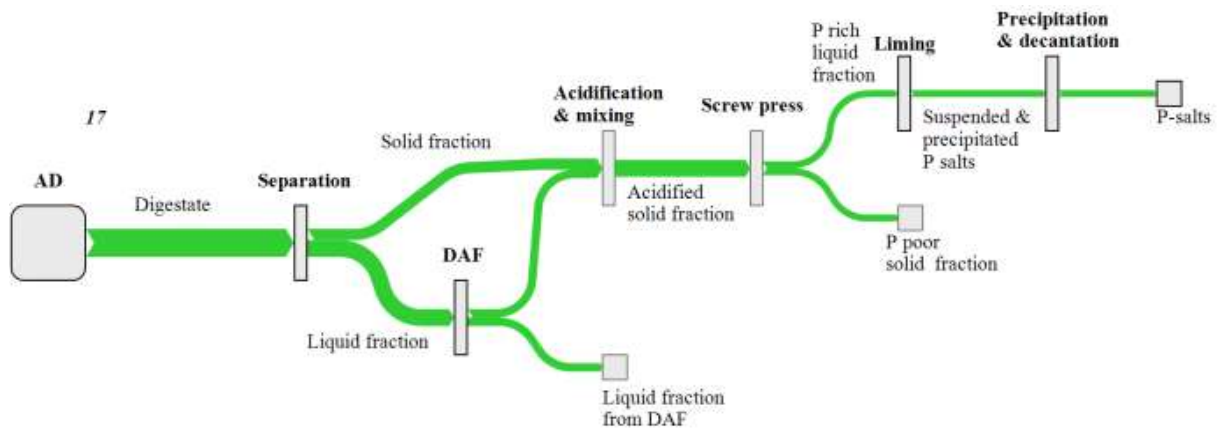 17
AD
Digestate
Separation
Solid fraction
Liquid fraction
DAF
Liquid fraction
from DAF
Acidification
& mixing
Acidified
solid fraction
Screw press
P rich
liquid
fraction
P poor
solid fraction
Liming
Suspended &
precipitated
P salts
Precipitation
& decantation
P-salts